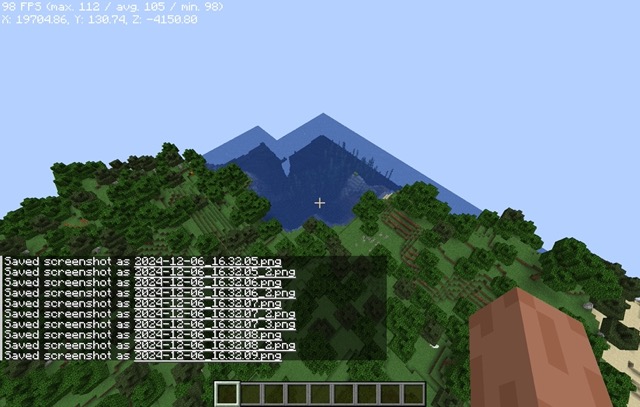 98 FPS (max. 112 / avg. 105 / min. 98)
X: 19704.86, Y: 130.74, Z: -4150.80
Saved screenshot as 2024-12-06_16.32.05.png
Saved screenshot as 2024-12-06_16.32.05_2.png
Saved screenshot as 2024-12-06_16.32.06.png
Saved screenshot as 2024-12-06_16.32.06_2.png
Saved screenshot as 2024-12-06_16.32.07.png
Saved screenshot as 2024-12-06_16.32.07_2.png
Saved screenshot as 2024-12-06_16.32.07_3.png
Saved screenshot as 2024-12-06_16.32.08.png
Saved screenshot as 2024-12-06_16.32.08_2.png
Saved screenshot as 2024-12-06_16.32.09.png